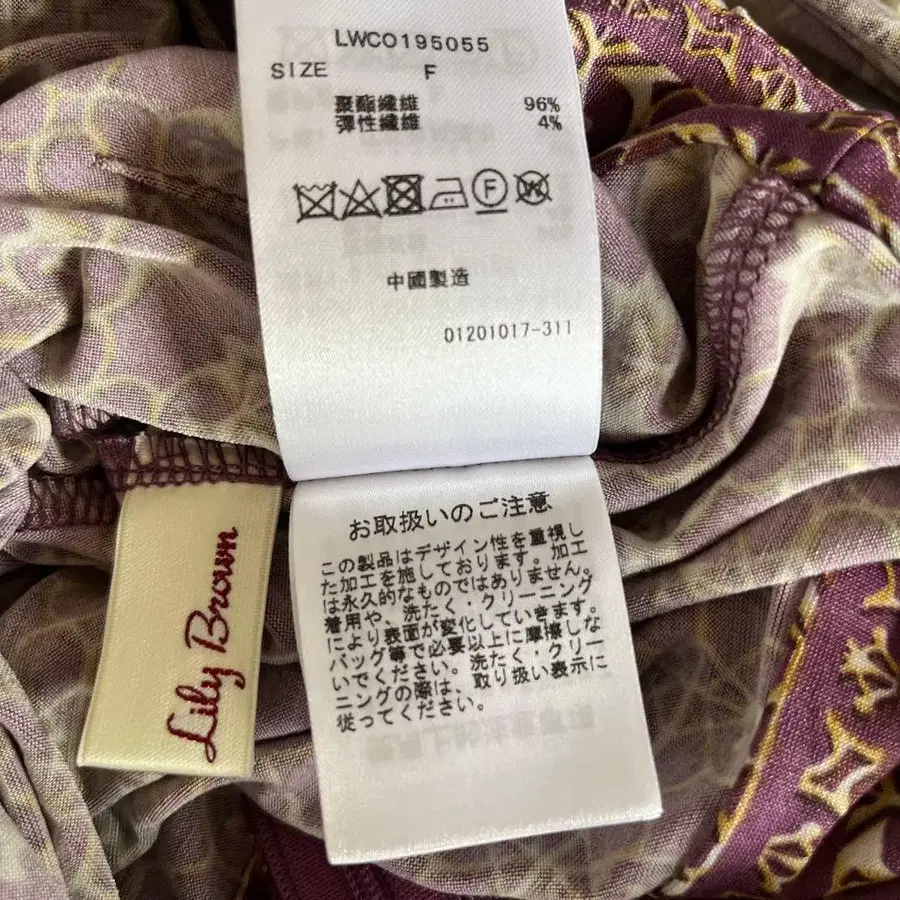 LWCO195055
SIZE F
聚酯纖維 96%
彈性纖維 4%
F
W
中國製造
01201017-311
お取扱いのご注意
この製品はデザイン性を重視し
た加工を施しております。加工
は永久的なものではありません。
着用や、洗たく・クリーニング
により表面が変化していきます。
バッグ等で必要以上に摩擦しな
いでください。洗たく・クリー
ニングの際は、取り扱い表示に
従ってください。
Lily Brown